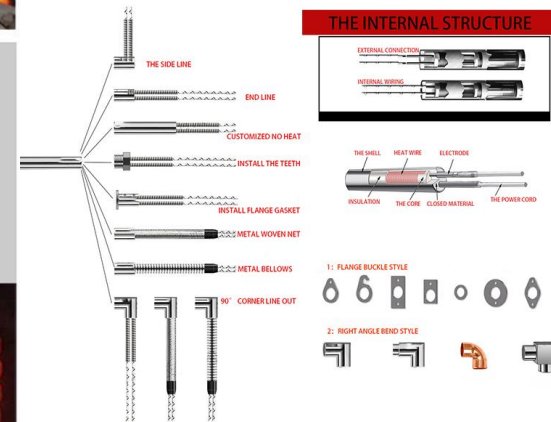 THE SIDE LINE
END LINE
CUSTOMIZED NO HEAT
INSTALL THE TEETH
INSTALL FLANGE GASKET
METAL WOVEN NET
METAL BELLOWS
90° CORNER LINE OUT
THE INTERNAL STRUCTURE
EXTERNAL CONNECTION
INTERNAL WIRING
THE SHELL HEAT WIRE ELECTRODE
INSULATION THE CORE CLOSED MATERIAL THE POWER CORD
1: FLANGE BUCKLE STYLE
2: RIGHT ANGLE BEND STYLE